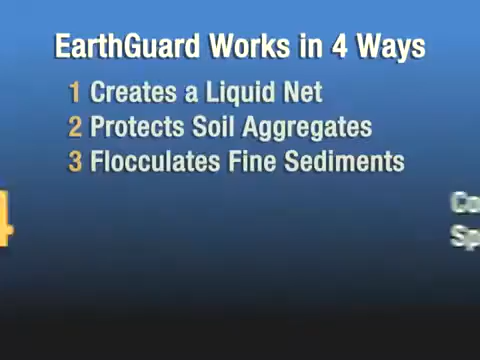 EarthGuard Works in 4 Ways
1 Creates a Liquid Net
2 Protects Soil Aggregates
3 Flocculates Fine Sediments
4